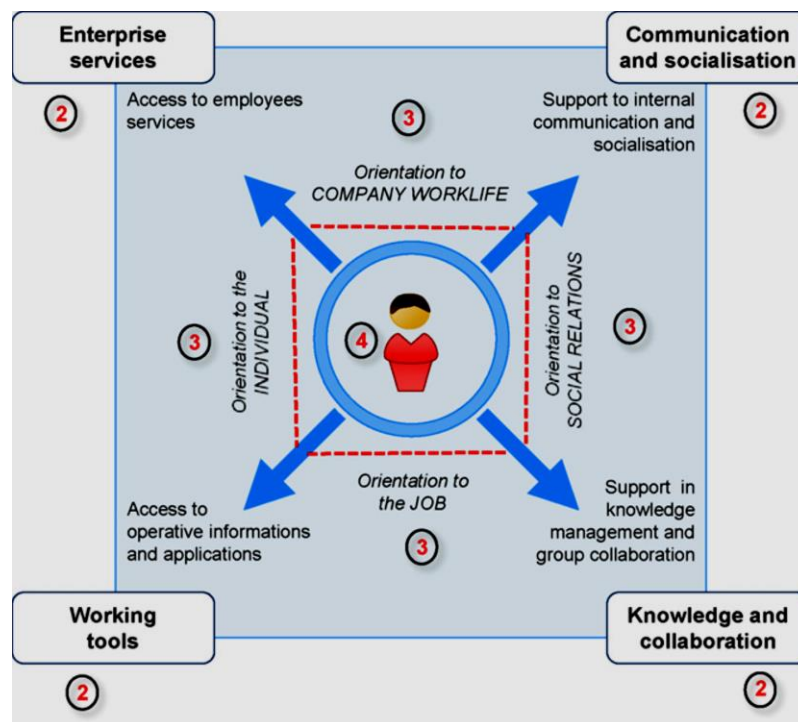 Enterprise
services
Communication
and socialisation
2
2
Access to employees
services
3
Support to internal
communication and
socialisation
Orientation to
COMPANY WORKLIFE
Orientation to the
INDIVIDUAL
3
4
Orientation to
SOCIAL RELATIONS
3
Orientation to
the JOB
3
Access to
operative informations
and applications
Support in
knowledge
management and
group collaboration
Working
tools
Knowledge and
collaboration
2
2